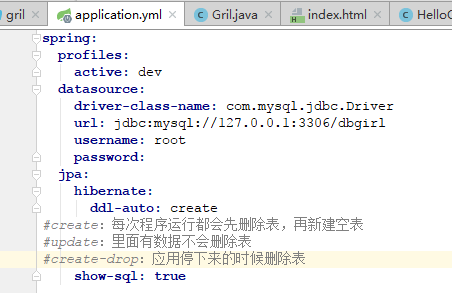 gril
application.yml
Gril.java
index.html
HelloC
spring:
  profiles:
    active: dev
  datasource:
    driver-class-name: com.mysql.jdbc.Driver
    url: jdbc:mysql://127.0.0.1:3306/dbgirl
    username: root
    password:
  jpa:
    hibernate:
      ddl-auto: create
#create: 每次程序运行都会先删除表，再新建空表
#update: 里面有数据不会删除表
#create-drop: 应用停下来的时候删除表
    show-sql: true